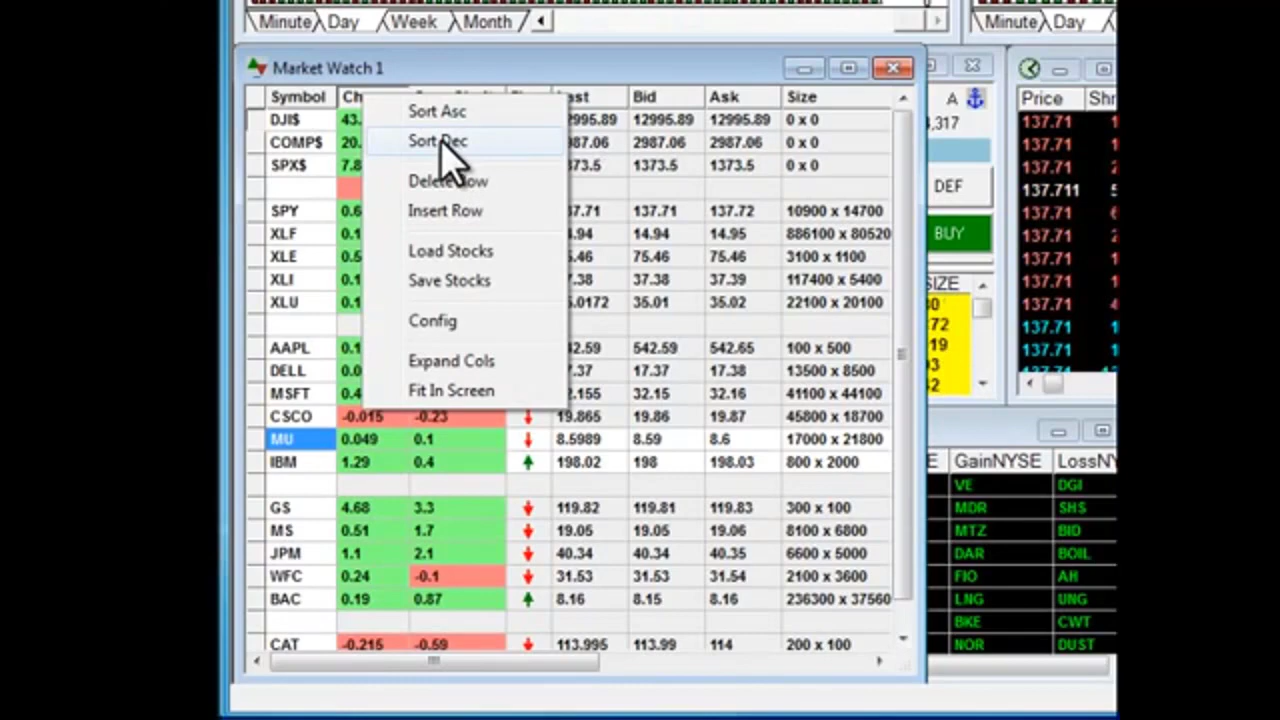 Minute Day Week Month Minute Day
Market Watch 1
Symbol Last Bid Ask Size
DJI$ 43. 12995.89 12995.89 12995.89 0 x 0
COMP$ 20. 2987.06 2987.06 0 x 0
SPX$ 7.8 1373.5 1373.5 0 x 0
SPY 0.6 137.71 137.72 10900 x 14700
XLF 0.1 14.94 14.95 886100 x 80520
XLE 0.5 75.46 75.46 3100 x 1100
XLI 0.1 37.38 37.39 117400 x 5400
XLU 0.1 35.01 35.02 22100 x 20100
AAPL 0.1 542.59 542.65 100 x 500
DELL 0.0 17.37 17.38 13500 x 8500
MSFT 0.4 32.15 32.16 41100 x 44100
CSCO -0.015 -0.23 19.865 19.86 19.87 45800 x 18700
MU 0.049 0.1 8.5989 8.59 8.6 17000 x 21800
IBM 1.29 0.4 198.02 198 198.03 800 x 2000
GS 4.68 3.3 119.82 119.81 119.83 300 x 100
MS 0.51 1.7 19.05 19.05 19.06 8100 x 6800
JPM 1.1 2.1 40.34 40.34 40.35 6600 x 5000
WFC 0.24 -0.1 31.53 31.53 31.54 2100 x 3600
BAC 0.19 0.87 8.16 8.15 8.16 236300 x 37560
CAT -0.215 -0.59 113.995 113.99 114 200 x 100
Sort Asc
Sort Dec
Delete Row
Insert Row
Load Stocks
Save Stocks
Config
Expand Cols
Fit In Screen
A
,317
DEF
BUY
SIZE
Price Shr
137.71
137.71
137.71
137.711
137.71
137.71
137.71
137.71
137.71
137.71
137.71
GainNYSE LossNY
VE DGI
MDR SHS
MTZ BID
DAR BOIL
FIO AH
LNG UNG
BKE CWT
NOR DUST